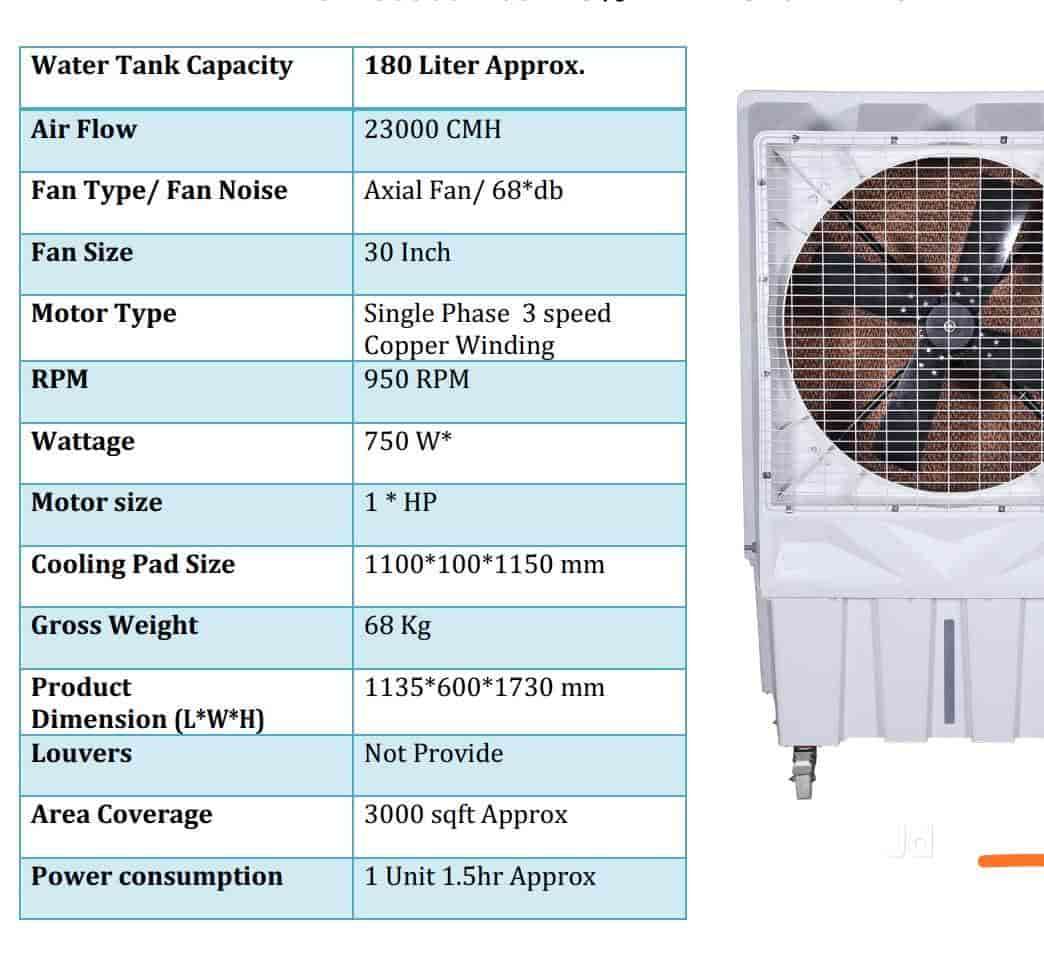 Water Tank Capacity 180 Liter Approx.
Air Flow 23000 CMH
Fan Type/ Fan Noise Axial Fan/ 68*db
Fan Size 30 Inch
Motor Type Single Phase 3 speed
Copper Winding
RPM 950 RPM
Wattage 750 W*
Motor size 1 * HP
Cooling Pad Size 1100*100*1150 mm
Gross Weight 68 Kg
Product 1135*600*1730 mm
Dimension (L*W*H)
Louvers Not Provide
Area Coverage 3000 sqft Approx
Power consumption 1 Unit 1.5hr Approx
Jd